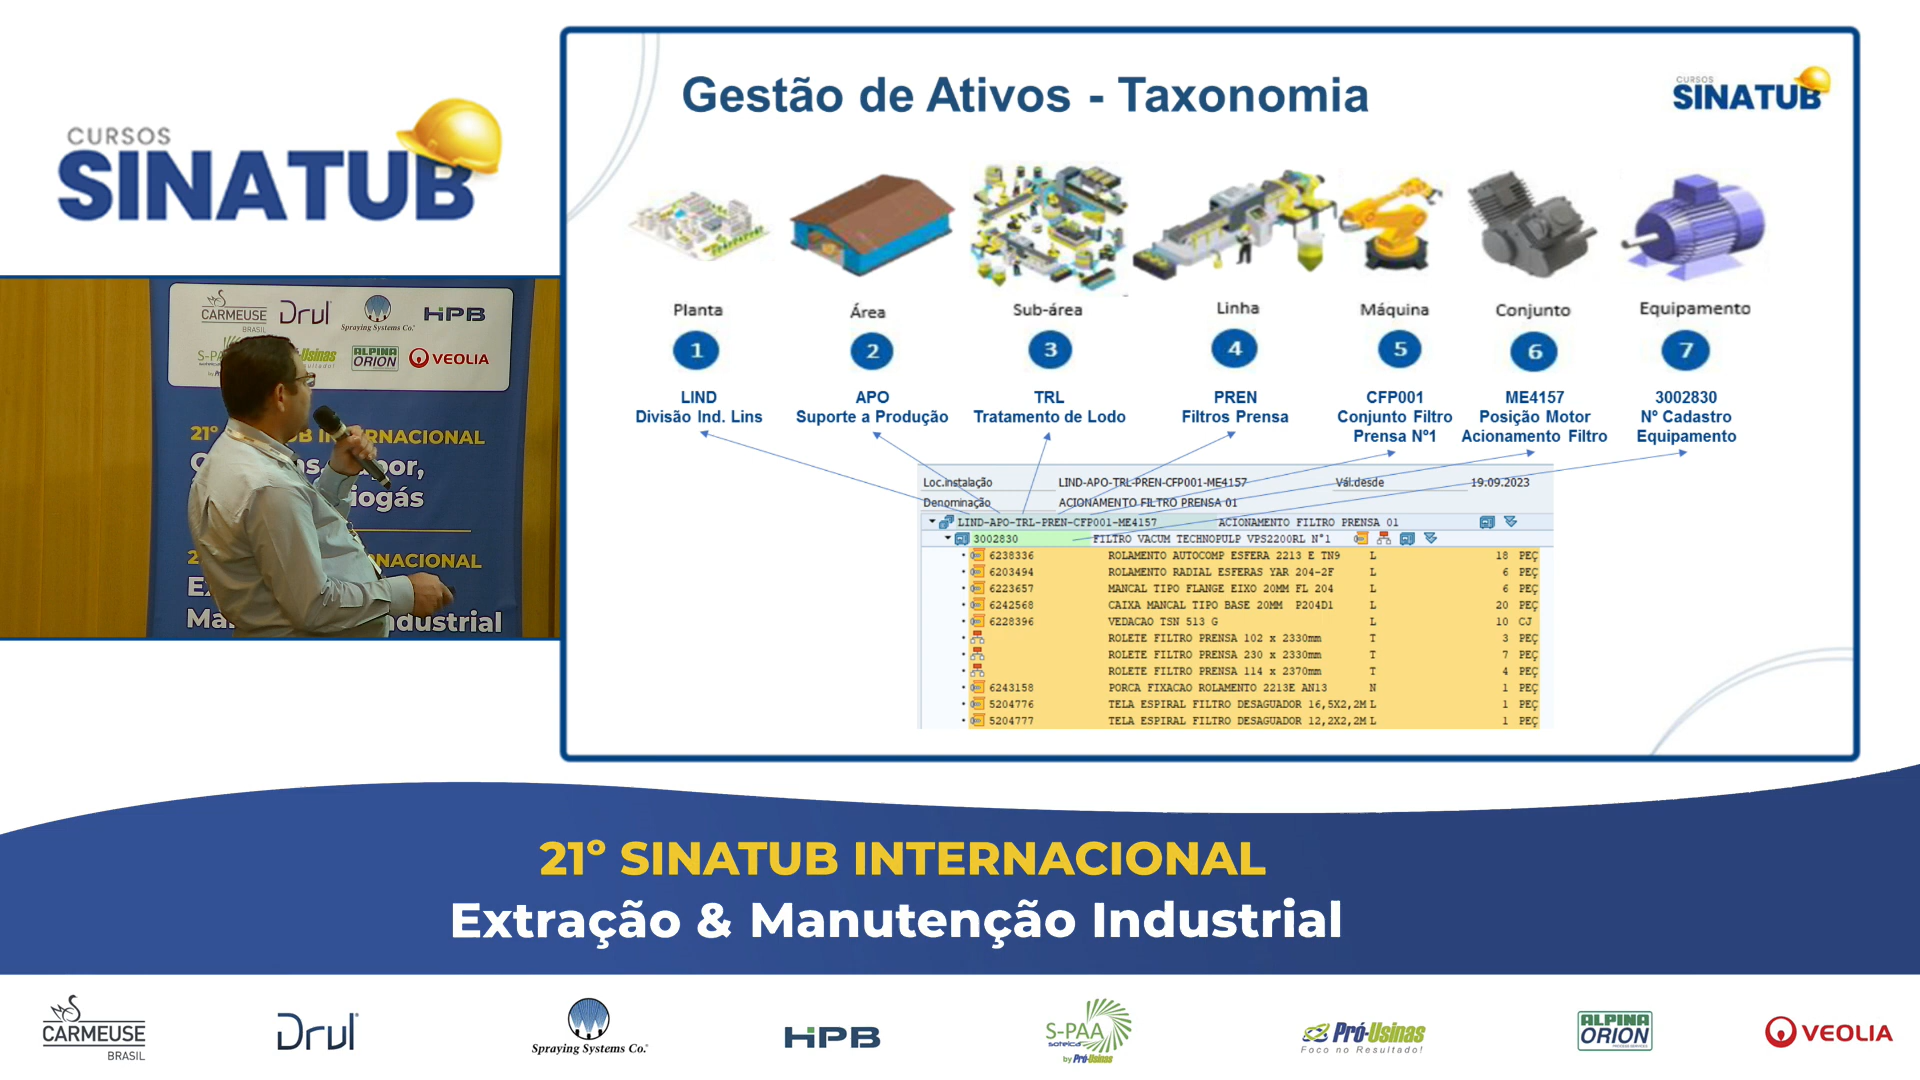 CURSOS
SINATUB
CARMEUSE
BRASIL
Drul
Spraying Systems Co.
HPB
S-PAA
Usinas
ALPINA
ORION
VEOLIA
21º
RNACIONAL
por,
iogás
NACIONAL
dustrial
Gestão de Ativos - Taxonomia
CURSOS
SINATUB
Planta
Área
Sub-área
Linha
Máquina
Conjunto
Equipamento
1
2
3
4
5
6
7
LIND
Divisão Ind. Lins
APO
Suporte a Produção
TRL
Tratamento de Lodo
PREN
Filtros Prensa
CFP001
Conjunto Filtro
Prensa Nº1
ME4157
Posição Motor
Acionamento Filtro
3002830
Nº Cadastro
Equipamento
Loc.instalação LIND-APO-TRL-PREN-CFP001-ME4157 Vál.desde 19.09.2023
Denominação ACIONAMENTO FILTRO PRENSA 01
LIND-APO-TRL-PREN-CFP001-ME4157 ACIONAMENTO FILTRO PRENSA 01
3002830 FILTRO VACUM TECHNOPULP VPS2200RL N°1
6238336 ROLAMENTO AUTOCOMP ESFERA 2213 E TN9 L 18 PEÇ
6203494 ROLAMENTO RADIAL ESFERAS YAR 204-2F L 6 PEÇ
6223657 MANCAL TIPO FLANGE EIXO 20MM FL 204 L 6 PEÇ
6242568 CAIXA MANCAL TIPO BASE 20MM P204D1 L 20 PEÇ
6228396 VEDACAO TSN 513 G L 10 CJ
ROLETE FILTRO PRENSA 102 x 2330mm T 3 PEÇ
ROLETE FILTRO PRENSA 230 x 2330mm T 7 PEÇ
ROLETE FILTRO PRENSA 114 x 2370mm T 4 PEÇ
6243158 PORCA FIXACAO ROLAMENTO 2213E AN13 N 1 PEÇ
5204776 TELA ESPIRAL FILTRO DESAGUADOR 16,5X2,2M L 1 PEÇ
5204777 TELA ESPIRAL FILTRO DESAGUADOR 12,2X2,2M L 1 PEÇ
21º SINATUB INTERNACIONAL
Extração & Manutenção Industrial
CARMEUSE
BRASIL
Drul
Spraying Systems Co.
HPB
S-PAA
soteica
by Pró-Usinas
Pró-Usinas
Foco no Resultado!
ALPINA
ORION
VEOLIA